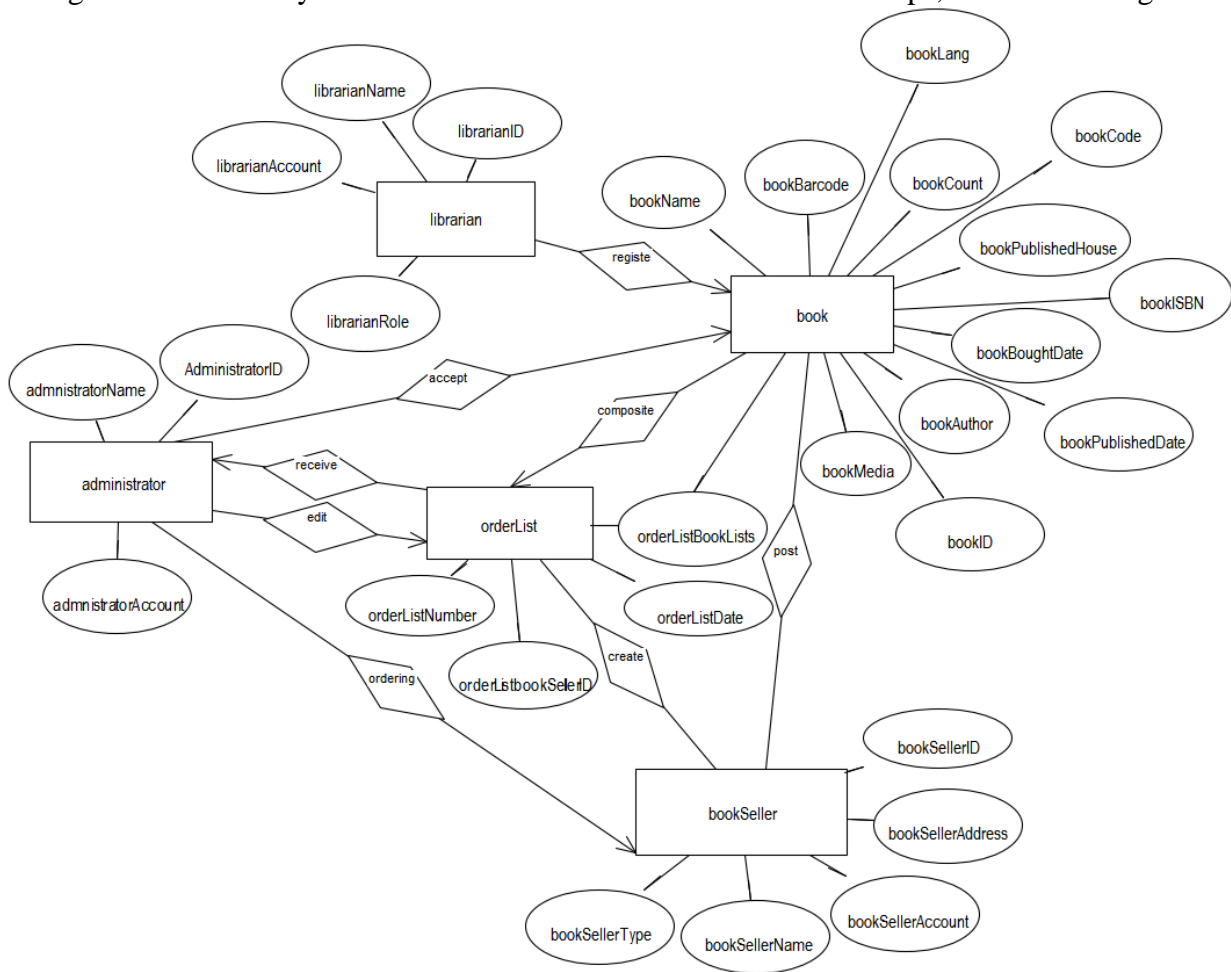 bookLang
librarianName
librarianID
bookCode
librarianAccount
bookBarcode
bookCount
bookName
librarian
bookPublishedHouse
registe
bookISBN
librarianRole
book
bookBoughtDate
AdministratorID
admnistratorName
accept
composite
bookAuthor
bookPublishedDate
bookMedia
receive
administrator
edit
orderList
orderListBookLists
bookID
post
admnistratorAccount
orderListNumber
orderListDate
create
ordering
orderListbookSellerID
bookSellerID
bookSeller
bookSellerAddress
bookSellerType
bookSellerName
bookSellerAccount